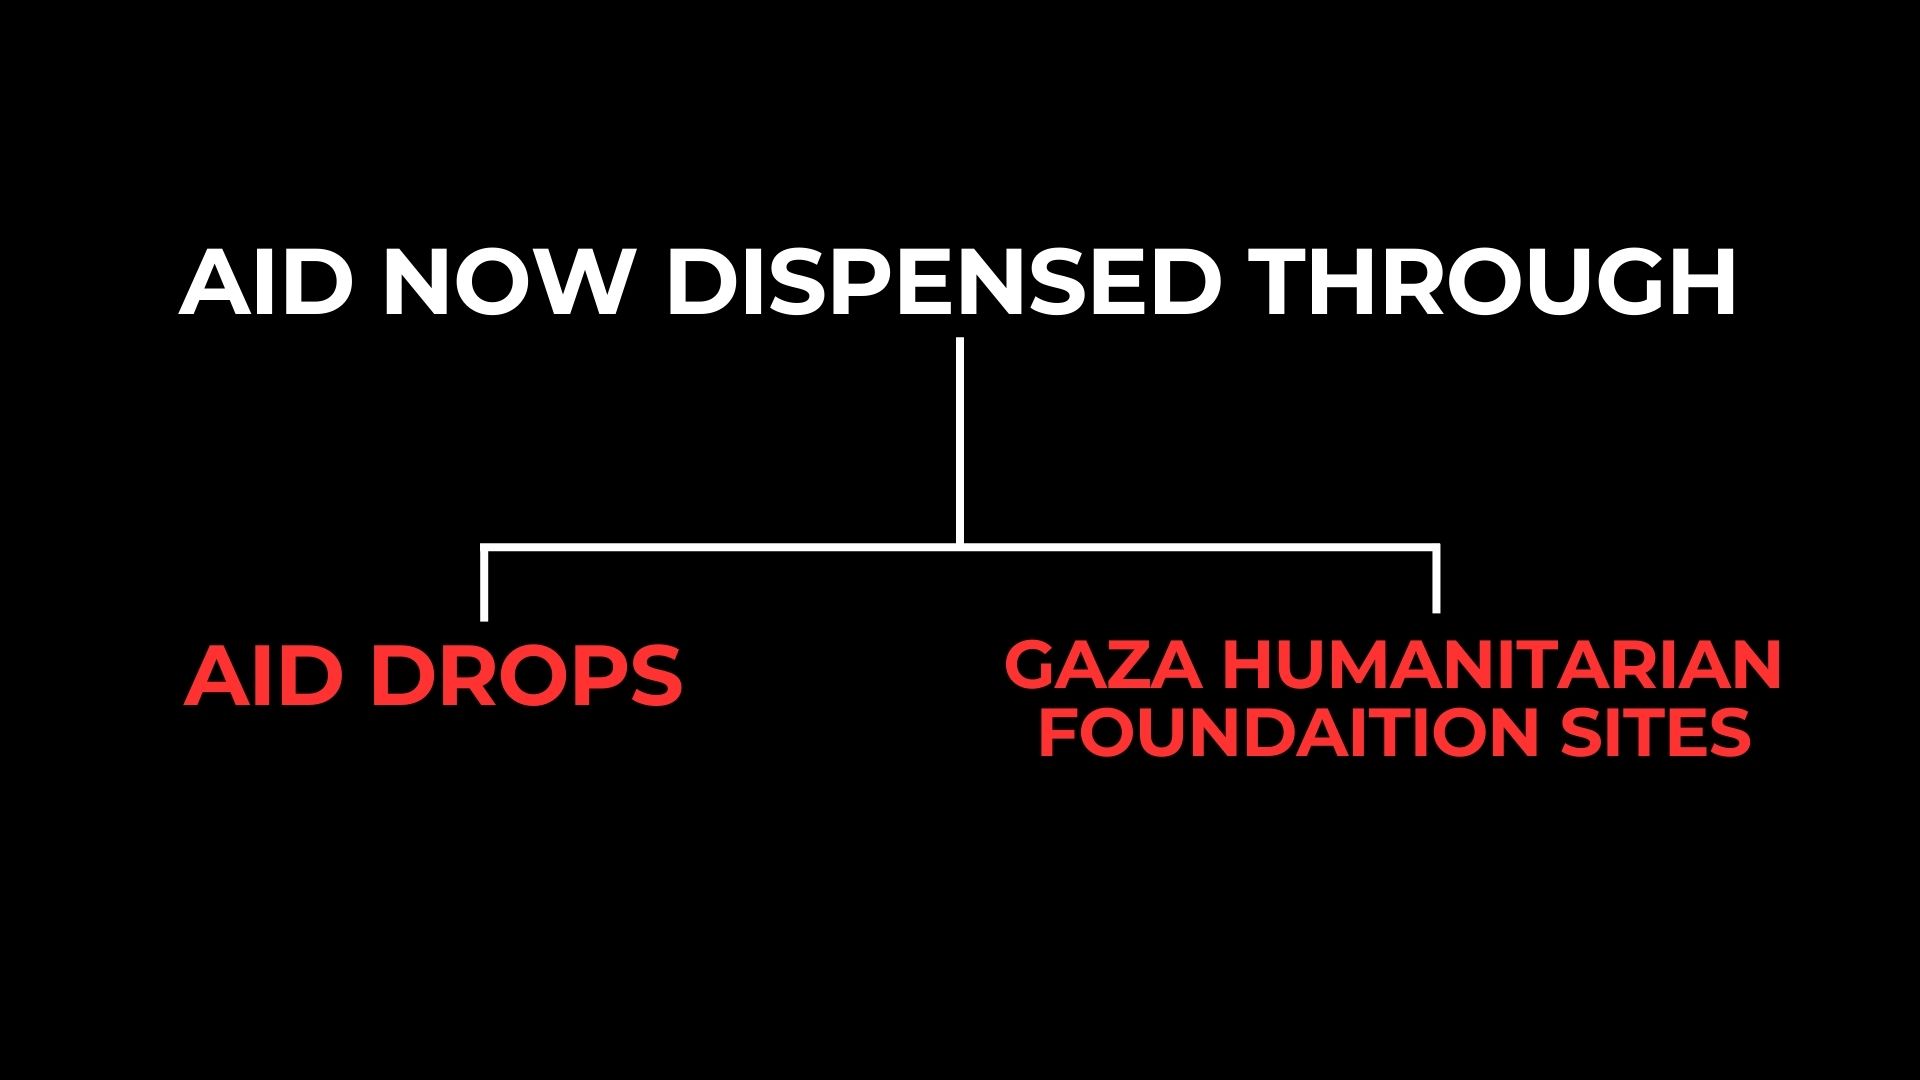 AID NOW DISPENSED THROUGH
AID DROPS
GAZA HUMANITARIAN
FOUNDAITION SITES